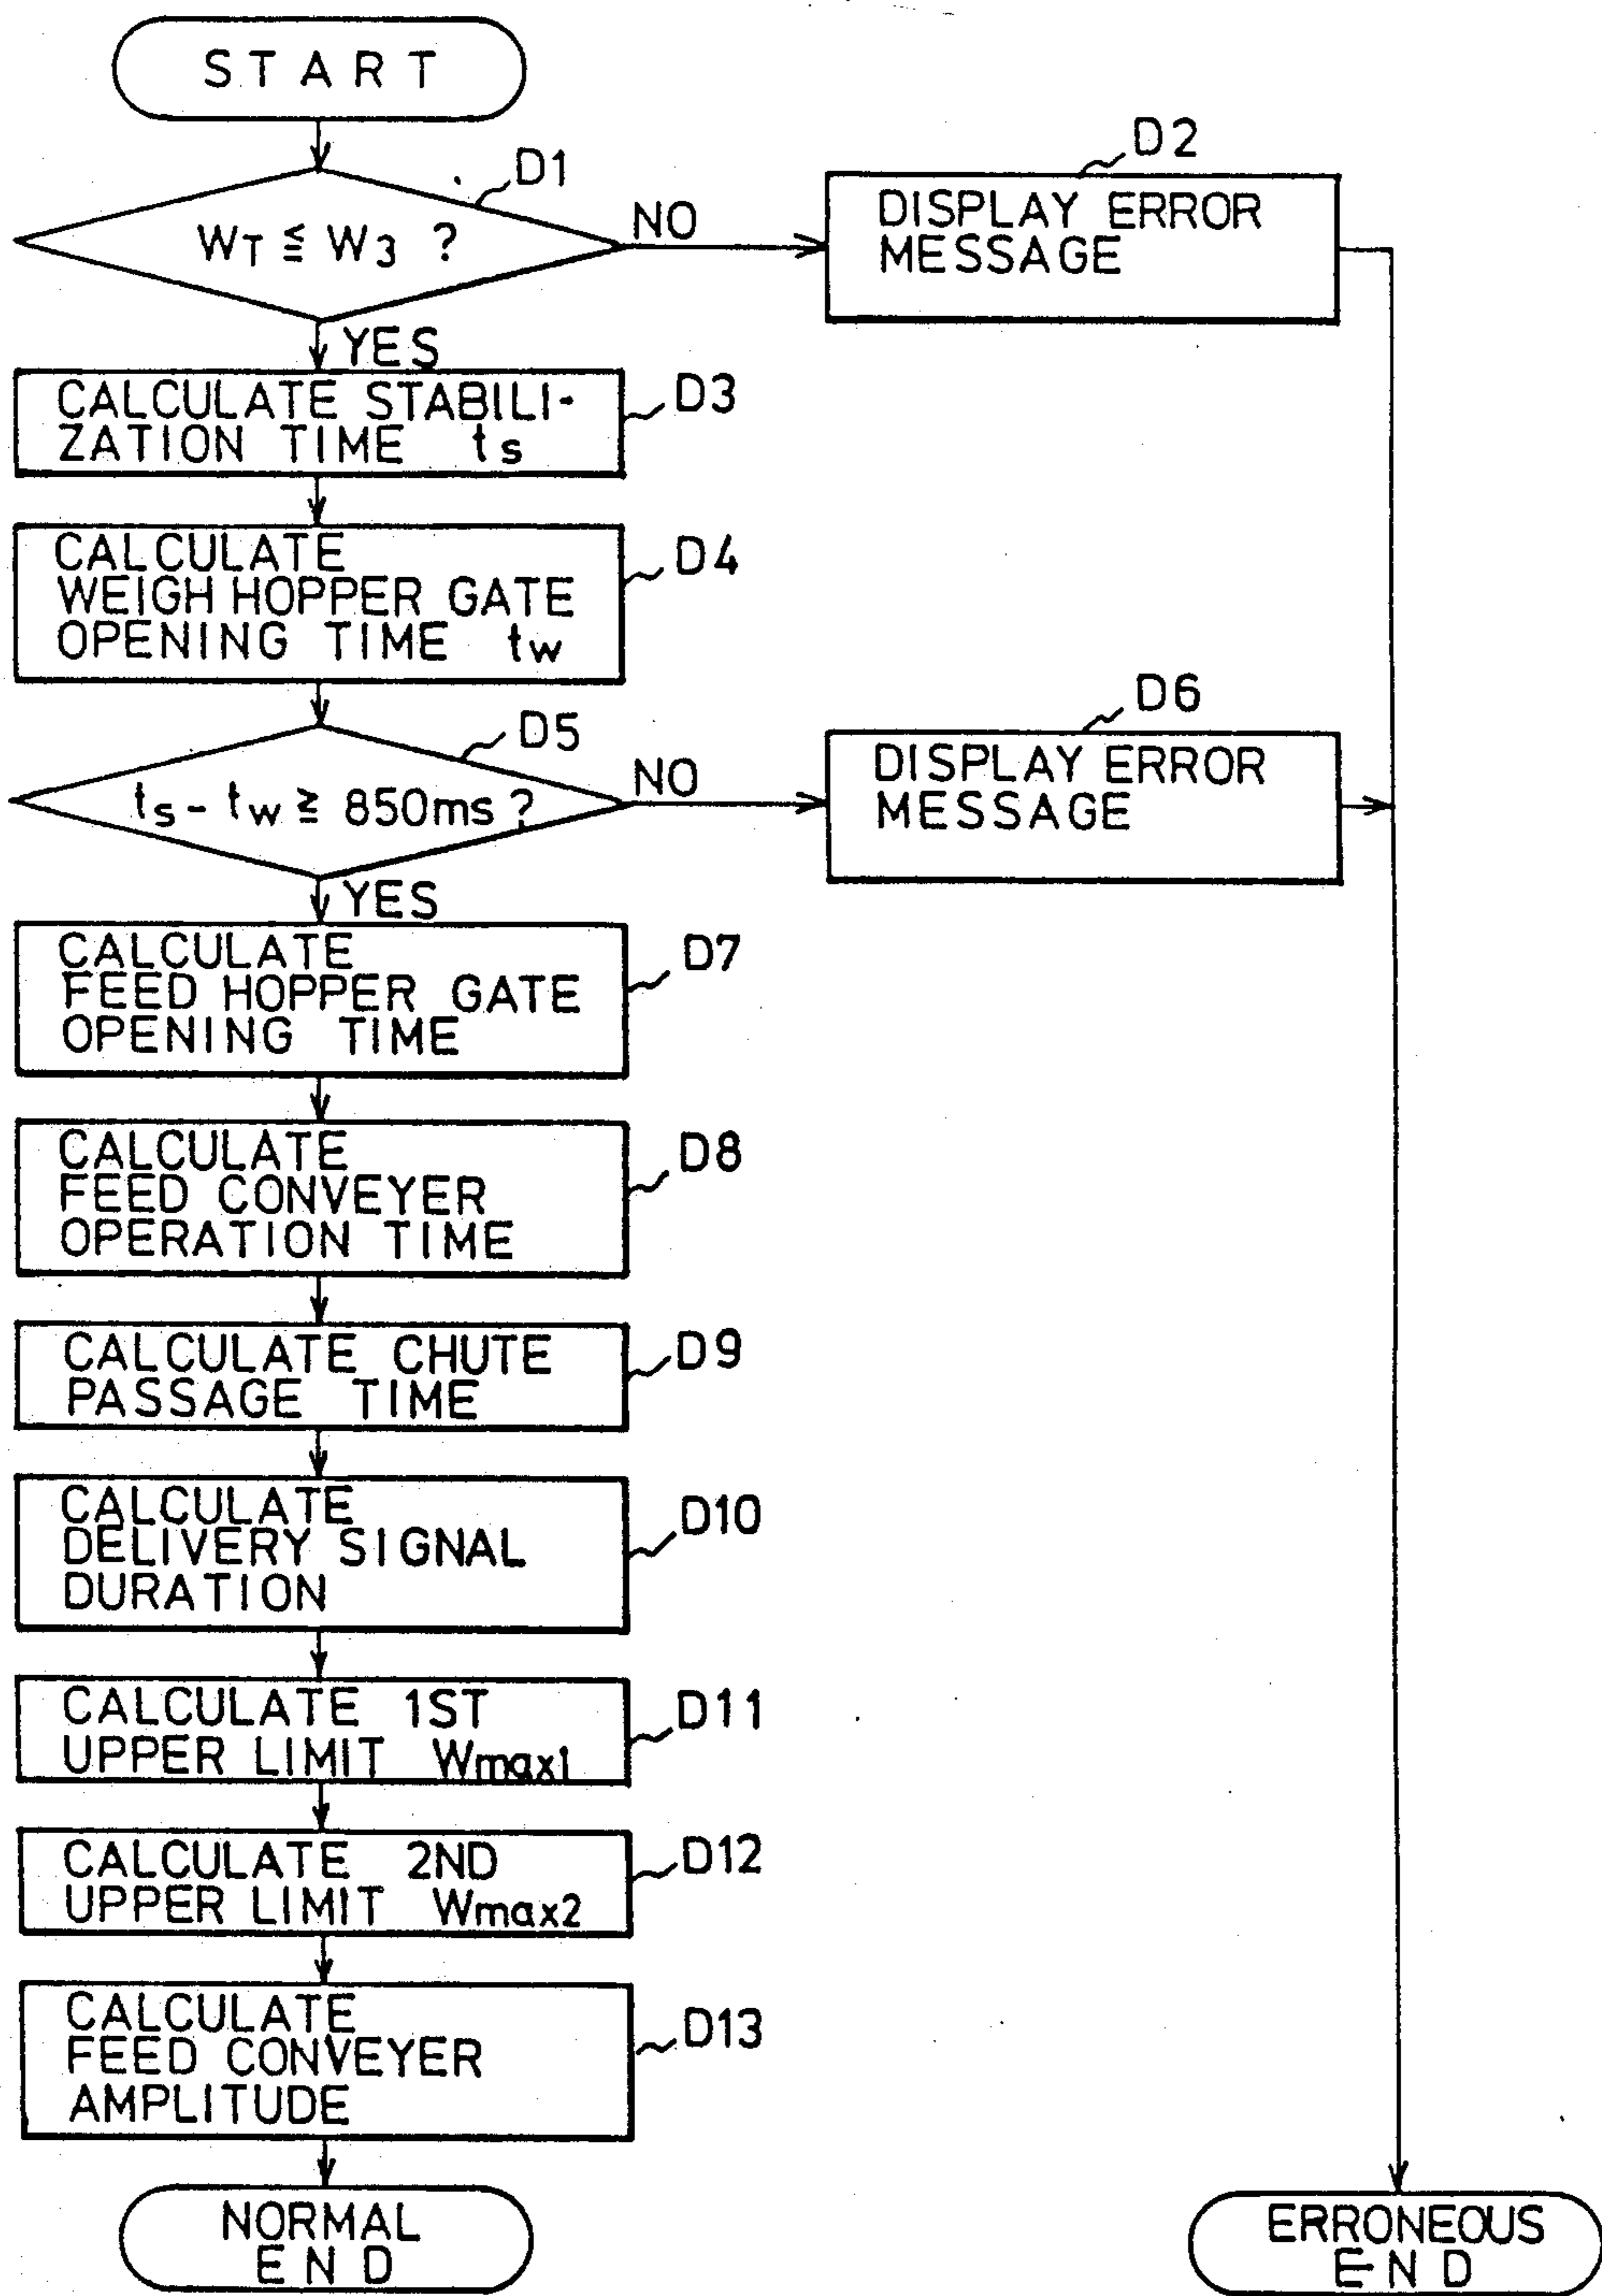 START
D1
WT ≦ W3 ?
NO
D2
DISPLAY ERROR
MESSAGE
YES
CALCULATE STABILI-
ZATION TIME ts
D3
CALCULATE
WEIGH HOPPER GATE
OPENING TIME tw
D4
D5
ts - tw ≧ 850ms ?
NO
D6
DISPLAY ERROR
MESSAGE
YES
CALCULATE
FEED HOPPER GATE
OPENING TIME
D7
CALCULATE
FEED CONVEYER
OPERATION TIME
D8
CALCULATE CHUTE
PASSAGE TIME
D9
CALCULATE
DELIVERY SIGNAL
DURATION
D10
CALCULATE 1ST
UPPER LIMIT Wmax1
D11
CALCULATE 2ND
UPPER LIMIT Wmax2
D12
CALCULATE
FEED CONVEYER
AMPLITUDE
D13
NORMAL
END
ERRONEOUS
END